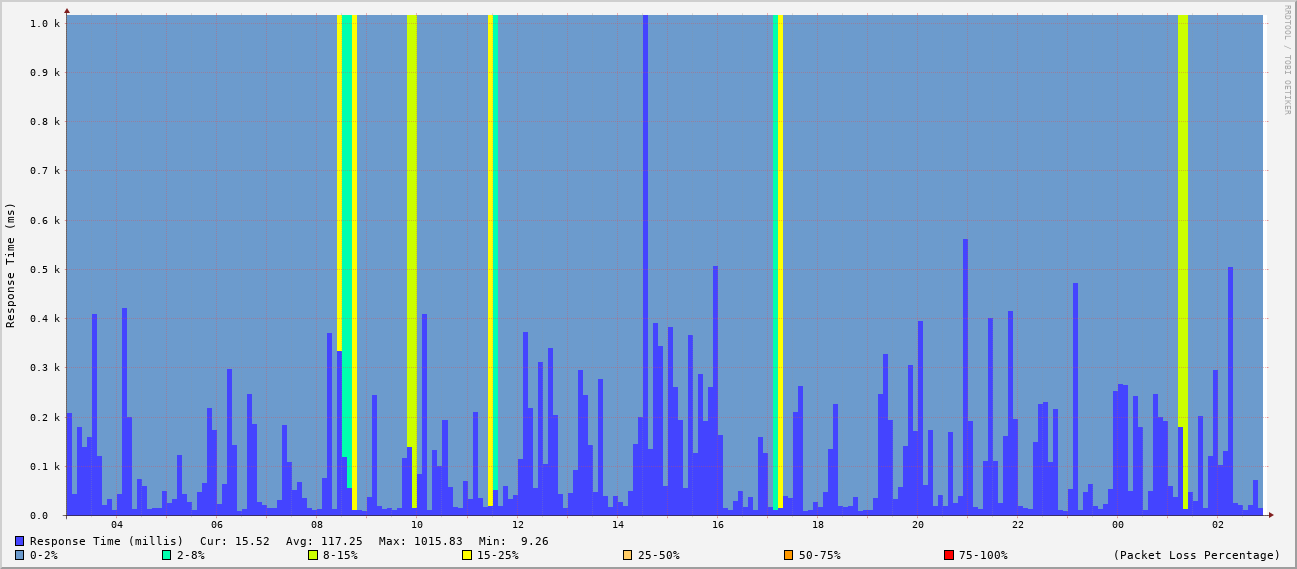 RRDTOOL / TOBI OETIKER
Response Time (ms)
1.0 k
0.9 k
0.8 k
0.7 k
0.6 k
0.5 k
0.4 k
0.3 k
0.2 k
0.1 k
0.0
04 06 08 10 12 14 16 18 20 22 00 02
Response Time (millis) Cur: 15.52 Avg: 117.25 Max: 1015.83 Min: 9.26
0-2% 2-8% 8-15% 15-25% 25-50% 50-75% 75-100% (Packet Loss Percentage)